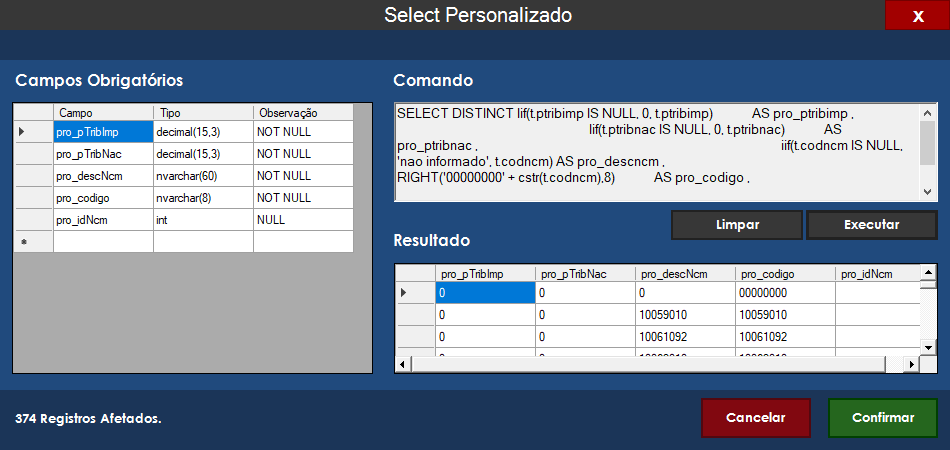 Select Personalizado
X
Campos Obrigatórios
Campo Tipo Observação
pro_pTribImp decimal(15,3) NOT NULL
pro_pTribNac decimal(15,3) NOT NULL
pro_descNcm nvarchar(60) NOT NULL
pro_codigo nvarchar(8) NOT NULL
pro_idNcm int NULL
Comando
SELECT DISTINCT Iif(t.ptribimp IS NULL, 0, t.ptribimp) AS pro_ptribimp ,
Iif(t.ptribnac IS NULL, 0, t.ptribnac) AS
pro_ptribnac , iif(t.codncm IS NULL,
'nao informado', t.codncm) AS pro_descncm ,
RIGHT('00000000' + cstr(t.codncm),8) AS pro_codigo ,
Limpar Executar
Resultado
pro_pTribImp pro_pTribNac pro_descNcm pro_codigo pro_idNcm
0 0 0 00000000
0 0 10059010 10059010
0 0 10061092 10061092
374 Registros Afetados.
Cancelar Confirmar